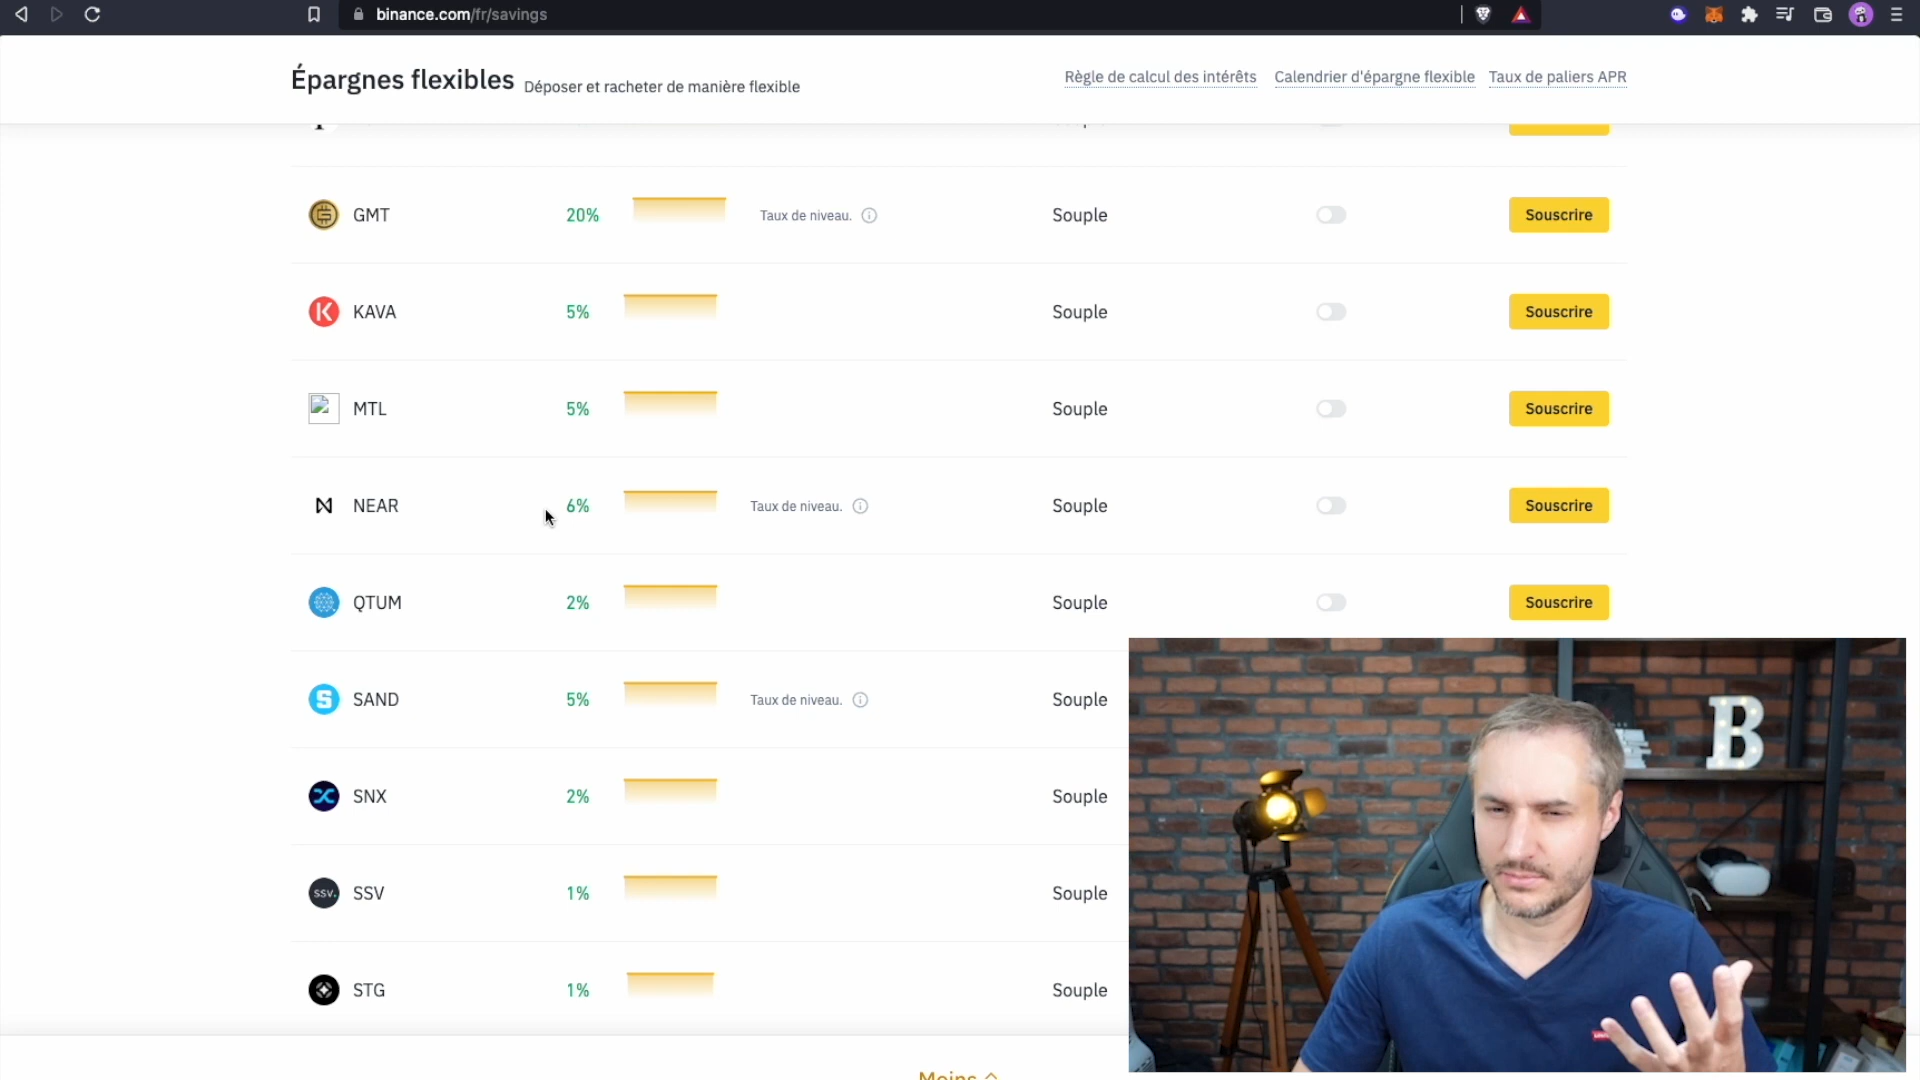 binance.com/fr/savings
Épargnes flexibles Déposer et racheter de manière flexible
Règle de calcul des intérêts Calendrier d'épargne flexible Taux de paliers APR
GMT 20% Taux de niveau. Souple Souscrire
KAVA 5% Souple Souscrire
MTL 5% Souple Souscrire
NEAR 6% Taux de niveau. Souple Souscrire
QTUM 2% Souple Souscrire
SAND 5% Taux de niveau. Souple
SNX 2% Souple
ssv. SSV 1% Souple
STG 1% Souple
Moins
B